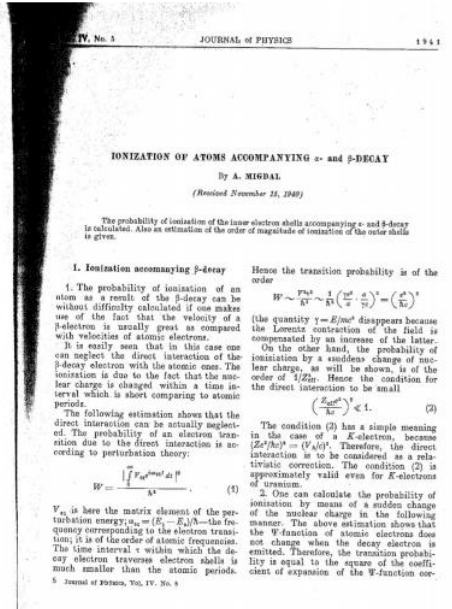 IV, No. 5 JOURNAL of PHYSICS 1941
IONIZATION OF ATOMS ACCOMPANYING α- and β-DECAY
By A. MIGDAL
(Received November 15, 1940)
The probability of ionization of the inner electron shells accompanying α- and β-decay
is calculated. Also an estimation of the order of magnitude of ionization of the outer shells
is given.
1. Ionization accomanying β-decay
1. The probability of ionisation of an
atom as a result of the β-decay can be
without difficulty calculated if one makes
use of the fact that the velocity of a
β-electron is usually great as compared
with velocities of atomic electrons.
It is easily seen that in this case one
can neglect the direct interaction of the
β-decay electron with the atomic ones. The
ionization is due to the fact that the nuc-
lear charge is changed within a time in-
terval which is short comparing to atomic
periods.
The following estimation shows that the
direct interaction can be actually neglect-
ed. The probability of an electron tran-
sition due to the direct interaction is ac-
cording to perturbation theory:
W = , (1)
is here the matrix element of the per-
turbation energy; —the fre-
quency corresponding to the electron transi-
tion; it is of the order of atomic frequencies.
The time interval τ within which the de-
cay electron traverses electron shells is
much smaller than the atomic periods.
6 Journal of Physics, Vol. IV. No. 5
Hence the transition probability is of the
order
W ~
(the quantity γ = E/mc² disappears because
the Lorentz contraction of the field is
compensated by an increase of the latter.
On the other hand, the probability of
ionisiation by a suddens change of nuc-
lear charge, as will be shown, is of the
order of 1/Z²eff. Hence the condition for
the direct interaction to be small
(Zeff e²/ħc)² ≪ 1. (2)
The condition (2) has a simple meaning
in the case of a K-electron, because
(Ze²/ħc)² = (V/c)². Therefore, the direct
interaction is to be considered as a rela-
tivistic correction. The condition (2) is
approximately valid even for K-electrons
of uranium.
2. One can calculate the probability of
ionization by means of a sudden change
of the nuclear charge in the following
manner. The above estimation shows that
the Ψ-function of atomic electrons does
not change when the decay electron is
emitted. Therefore, the transition probabi-
lity is equal to the square of the coeffi-
cient of expansion of the Ψ-function cor-